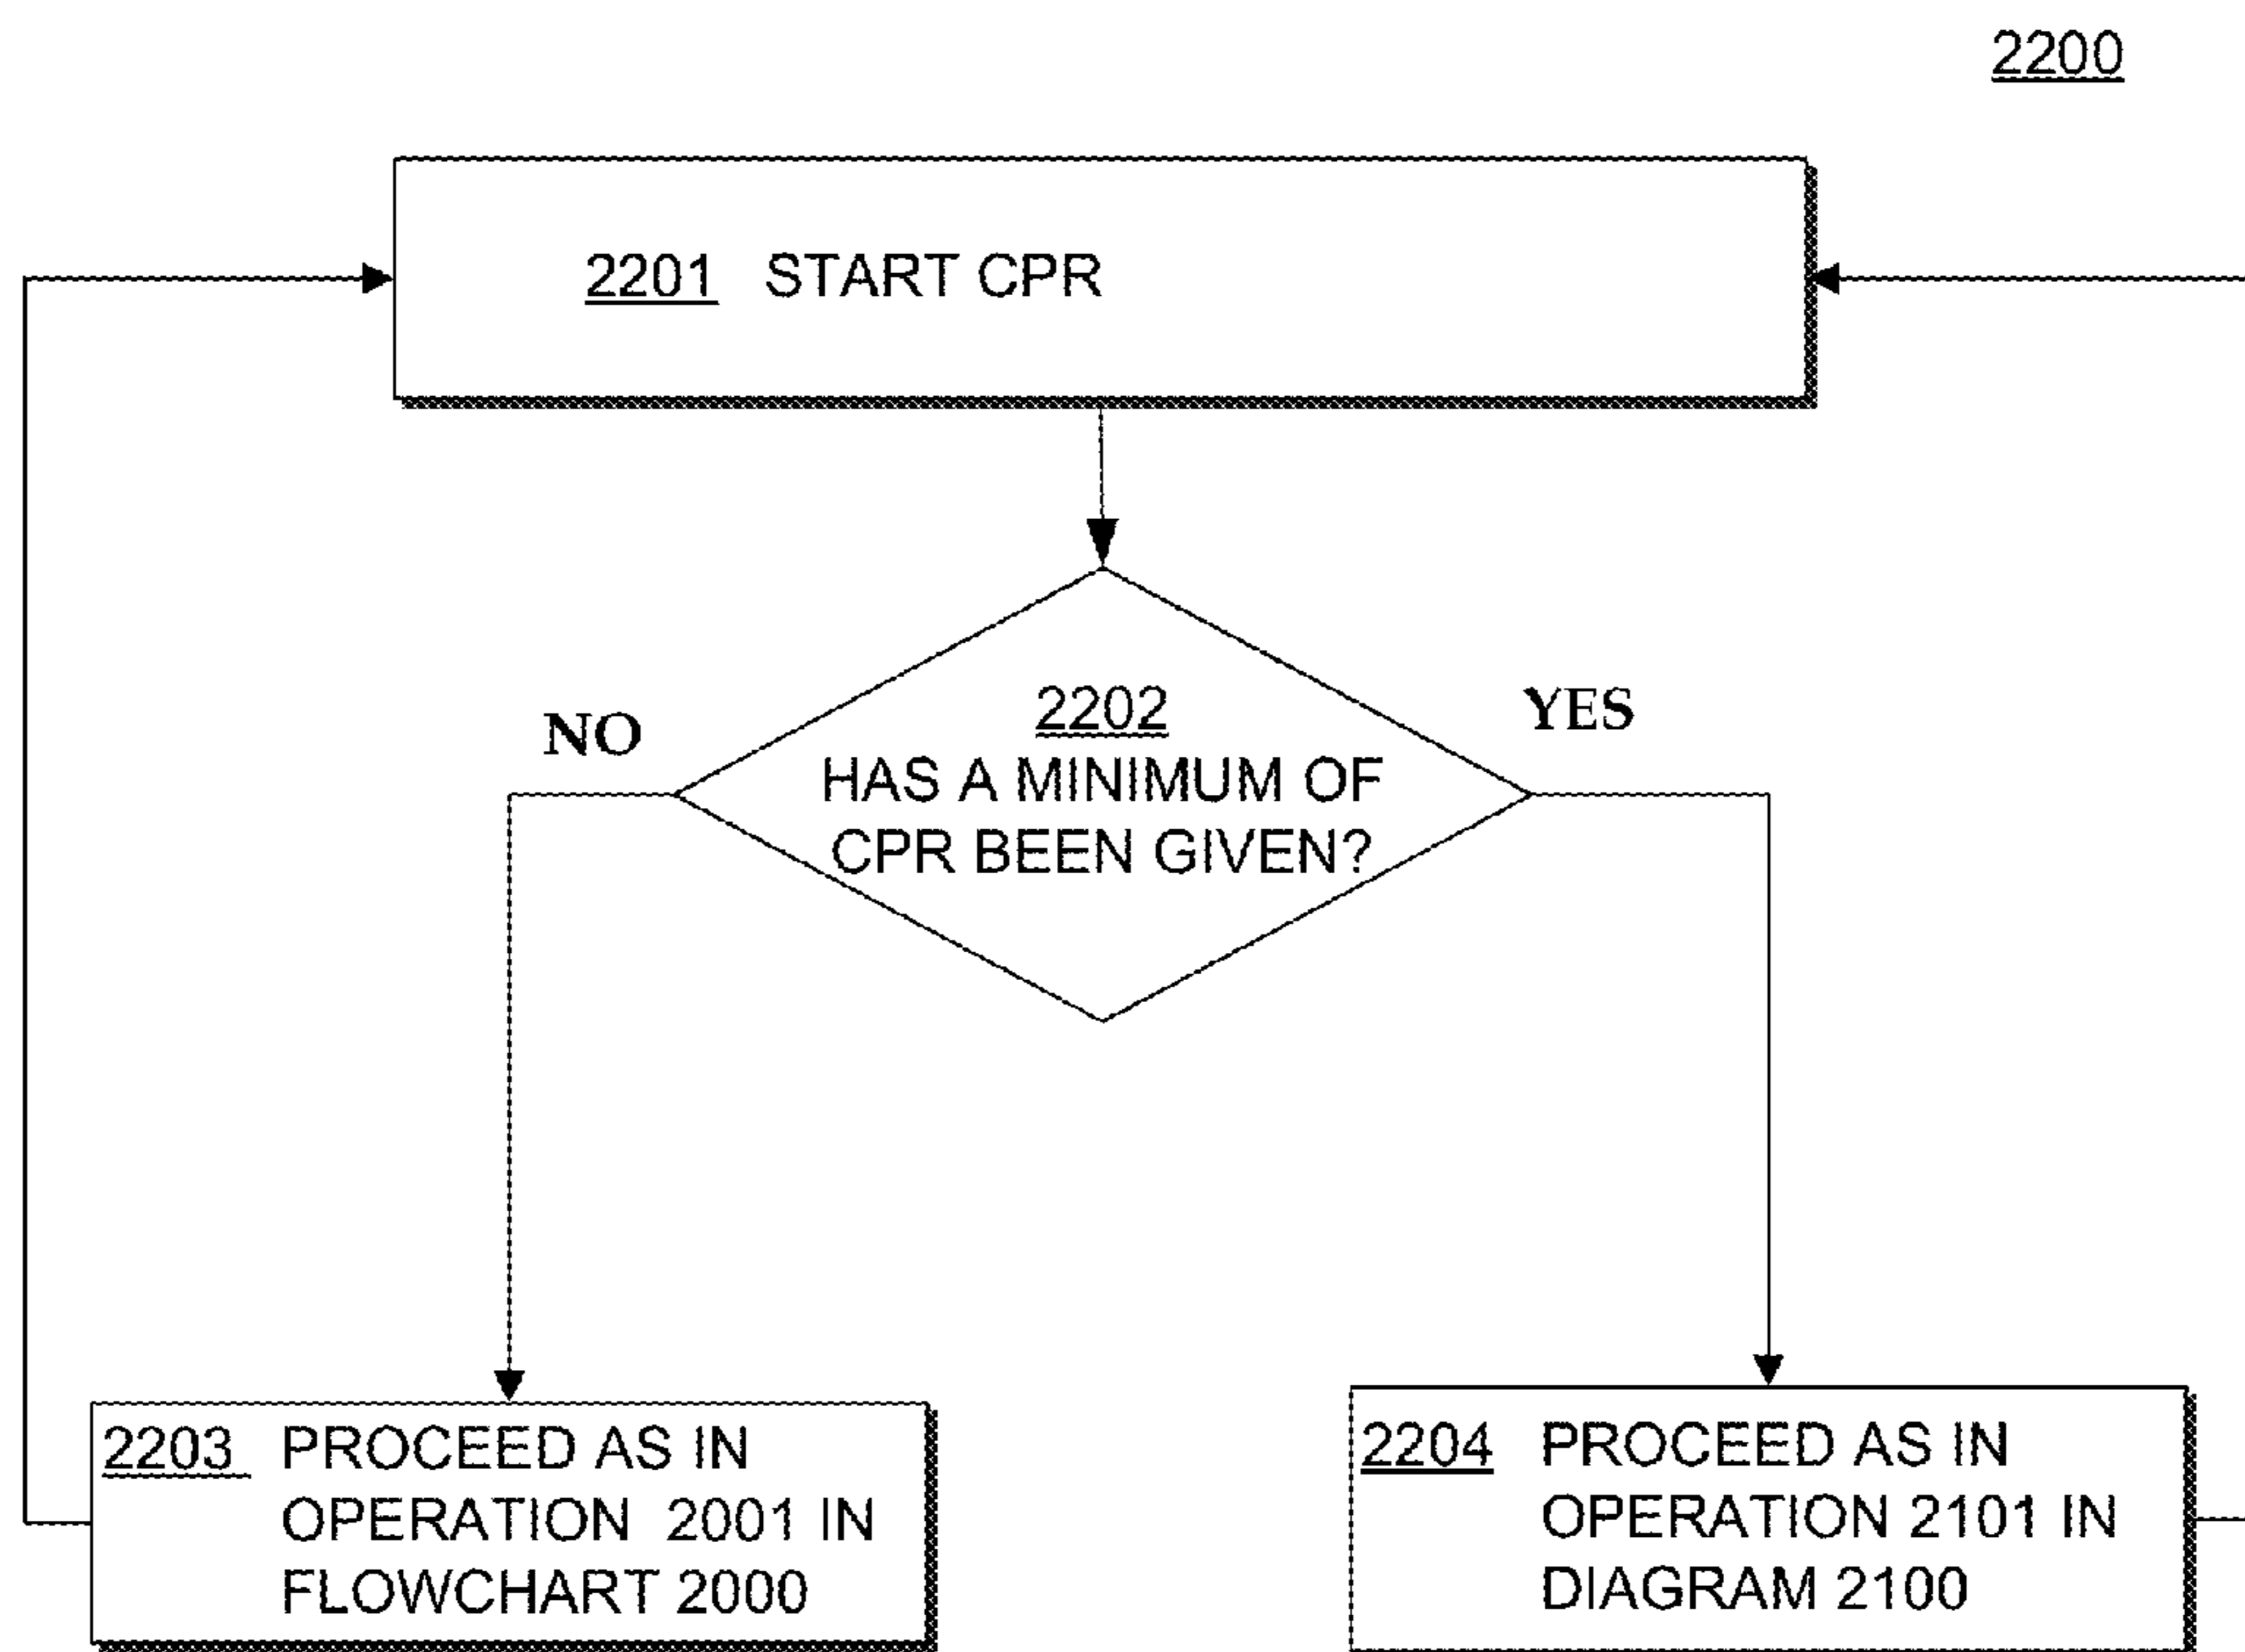 2200
2201 START CPR
2202
NO
YES
HAS A MINIMUM OF
CPR BEEN GIVEN?
2203 PROCEED AS IN
OPERATION 2001 IN
FLOWCHART 2000
2204 PROCEED AS IN
OPERATION 2101 IN
DIAGRAM 2100